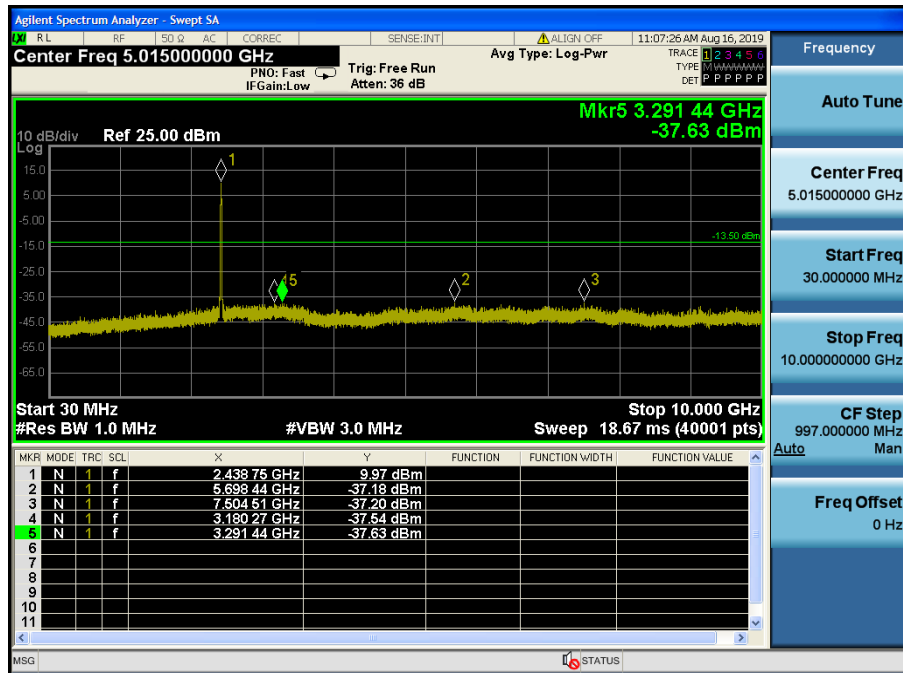 Agilent Spectrum Analyzer - Swept SA
LXI RL RF 50 Ω AC CORREC SENSE:INT ALIGN OFF 11:07:26 AM Aug 16, 2019
Center Freq 5.015000000 GHz
PNO: Fast
IFGain:Low
Trig: Free Run
Atten: 36 dB
Avg Type: Log-Pwr
TRACE 1 2 3 4 5 6
TYPE MWWWWW
DET P P P P P P
Mkr5 3.291 44 GHz
-37.63 dBm
10 dB/div Ref 25.00 dBm
Log
15.0
5.00
-5.00
-15.0
-25.0
-35.0
-45.0
-55.0
-65.0
1
-13.50 dBm
4 5
2
3
Start 30 MHz Stop 10.000 GHz
#Res BW 1.0 MHz #VBW 3.0 MHz Sweep 18.67 ms (40001 pts)
MKR MODE TRC SCL X Y FUNCTION FUNCTION WIDTH FUNCTION VALUE
1 N 1 f 2.438 75 GHz 9.97 dBm
2 N 1 f 5.698 44 GHz -37.18 dBm
3 N 1 f 7.504 51 GHz -37.20 dBm
4 N 1 f 3.180 27 GHz -37.54 dBm
5 N 1 f 3.291 44 GHz -37.63 dBm
6
7
8
9
10
11
MSG STATUS
Frequency
Auto Tune
Center Freq
5.015000000 GHz
Start Freq
30.000000 MHz
Stop Freq
10.000000000 GHz
CF Step
997.000000 MHz
Auto Man
Freq Offset
0 Hz